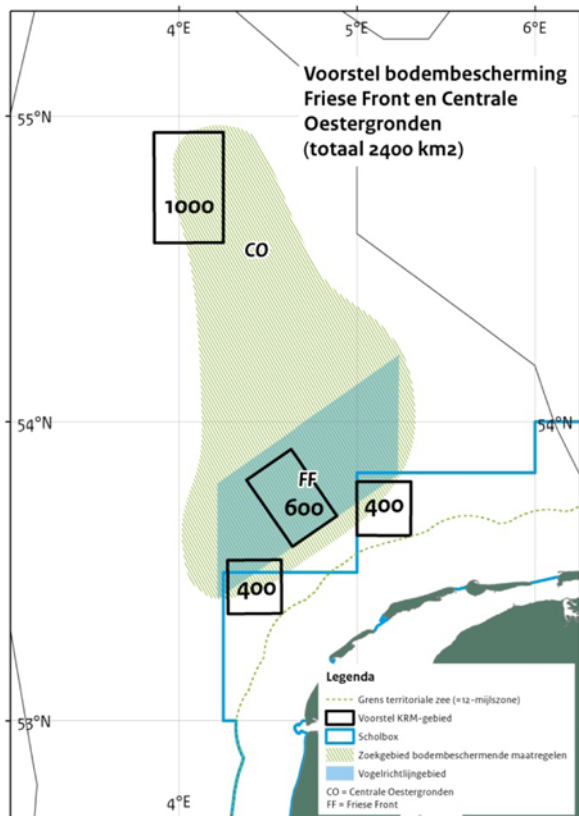 4°E
5°E
6°E
Voorstel bodembescherming
Friese Front en Centrale
Oestergronden
(totaal 2400 km2)
55°N
1000
CO
54°N
54°N
FF
600
400
400
53°N
4°E
Legenda
Grens territoriale zee (=12-mijlszone)
Voorstel KRM-gebied
Scholbox
Zoekgebied bodembeschermende maatregelen
Vogelrichtlijngebied
CO = Centrale Oestergronden
FF = Friese Front